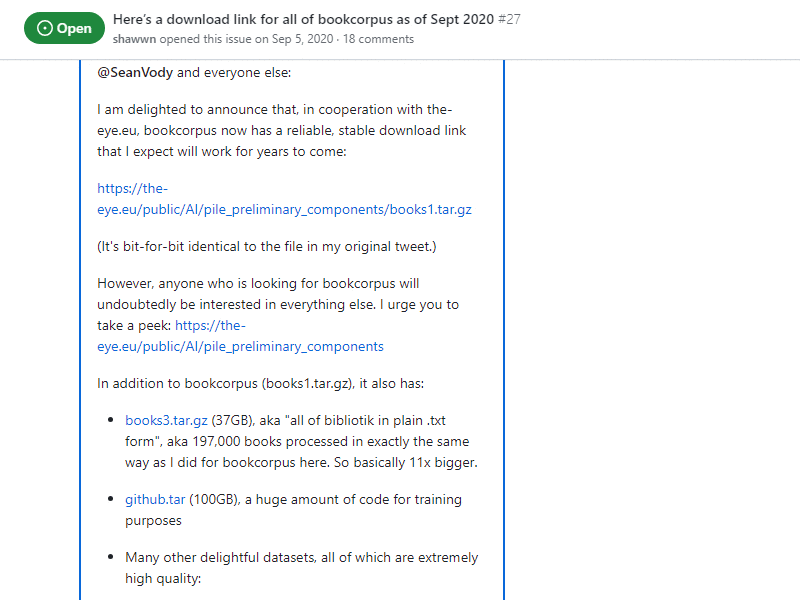 Open
Here's a download link for all of bookcorpus as of Sept 2020 #27
shawwn opened this issue on Sep 5, 2020 · 18 comments
@SeanVody and everyone else:
I am delighted to announce that, in cooperation with the-
eye.eu, bookcorpus now has a reliable, stable download link
that I expect will work for years to come:
https://the-
eye.eu/public/AI/pile_preliminary_components/books1.tar.gz
(It's bit-for-bit identical to the file in my original tweet.)
However, anyone who is looking for bookcorpus will
undoubtedly be interested in everything else. I urge you to
take a peek: https://the-
eye.eu/public/AI/pile_preliminary_components
In addition to bookcorpus (books1.tar.gz), it also has:
• books3.tar.gz (37GB), aka "all of bibliotik in plain .txt
form", aka 197,000 books processed in exactly the same
way as I did for bookcorpus here. So basically 11x bigger.
• github.tar (100GB), a huge amount of code for training
purposes
• Many other delightful datasets, all of which are extremely
high quality: